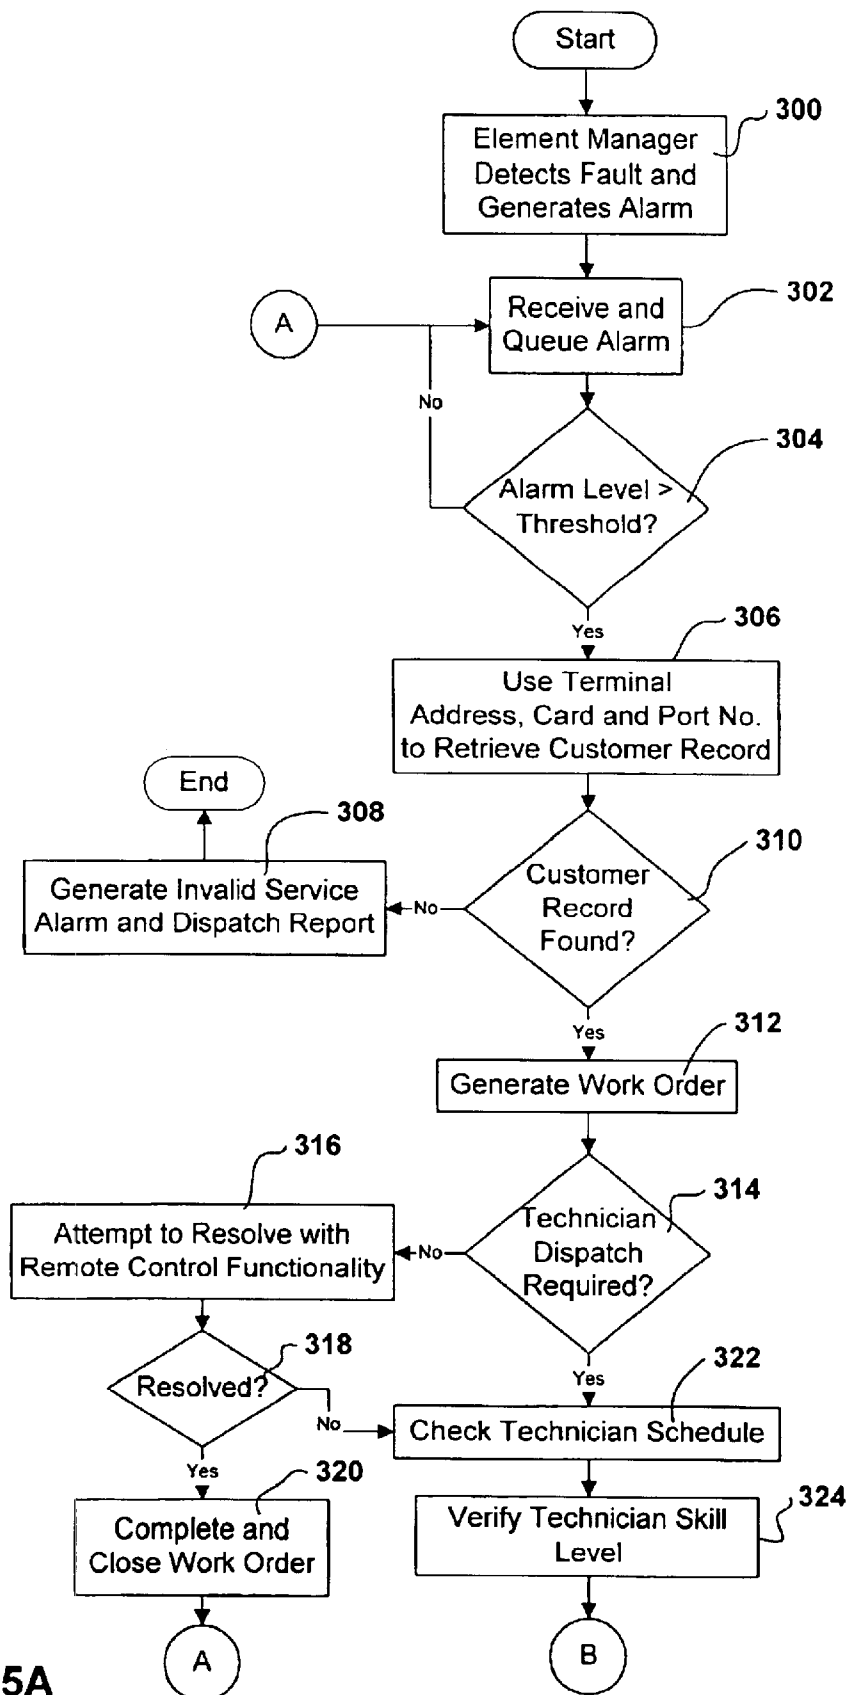 Start
300
Element Manager
Detects Fault and
Generates Alarm
302
A
Receive and
Queue Alarm
No
304
Alarm Level >
Threshold?
Yes
306
Use Terminal
Address, Card and Port No.
to Retrieve Customer Record
End
308
310
Customer
Record
Found?
Generate Invalid Service
Alarm and Dispatch Report
No
Yes
312
Generate Work Order
316
314
Technician
Dispatch
Required?
Attempt to Resolve with
Remote Control Functionality
No
318
Resolved?
Yes
322
No
Check Technician Schedule
Yes
320
324
Complete and
Close Work Order
Verify Technician Skill
Level
A
B
5A